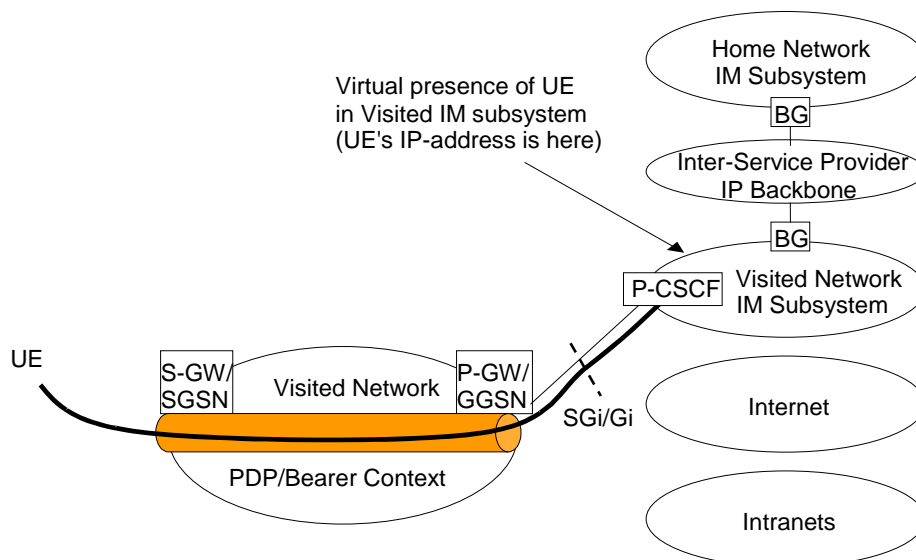 Home Network
IM Subsystem
BG
Virtual presence of UE
in Visited IM subsystem
(UE's IP-address is here)
Inter-Service Provider
IP Backbone
BG
P-CSCF
Visited Network
IM Subsystem
UE
S-GW/
SGSN
Visited Network
P-GW/
GGSN
SGi/Gi
Internet
PDP/Bearer Context
Intranets